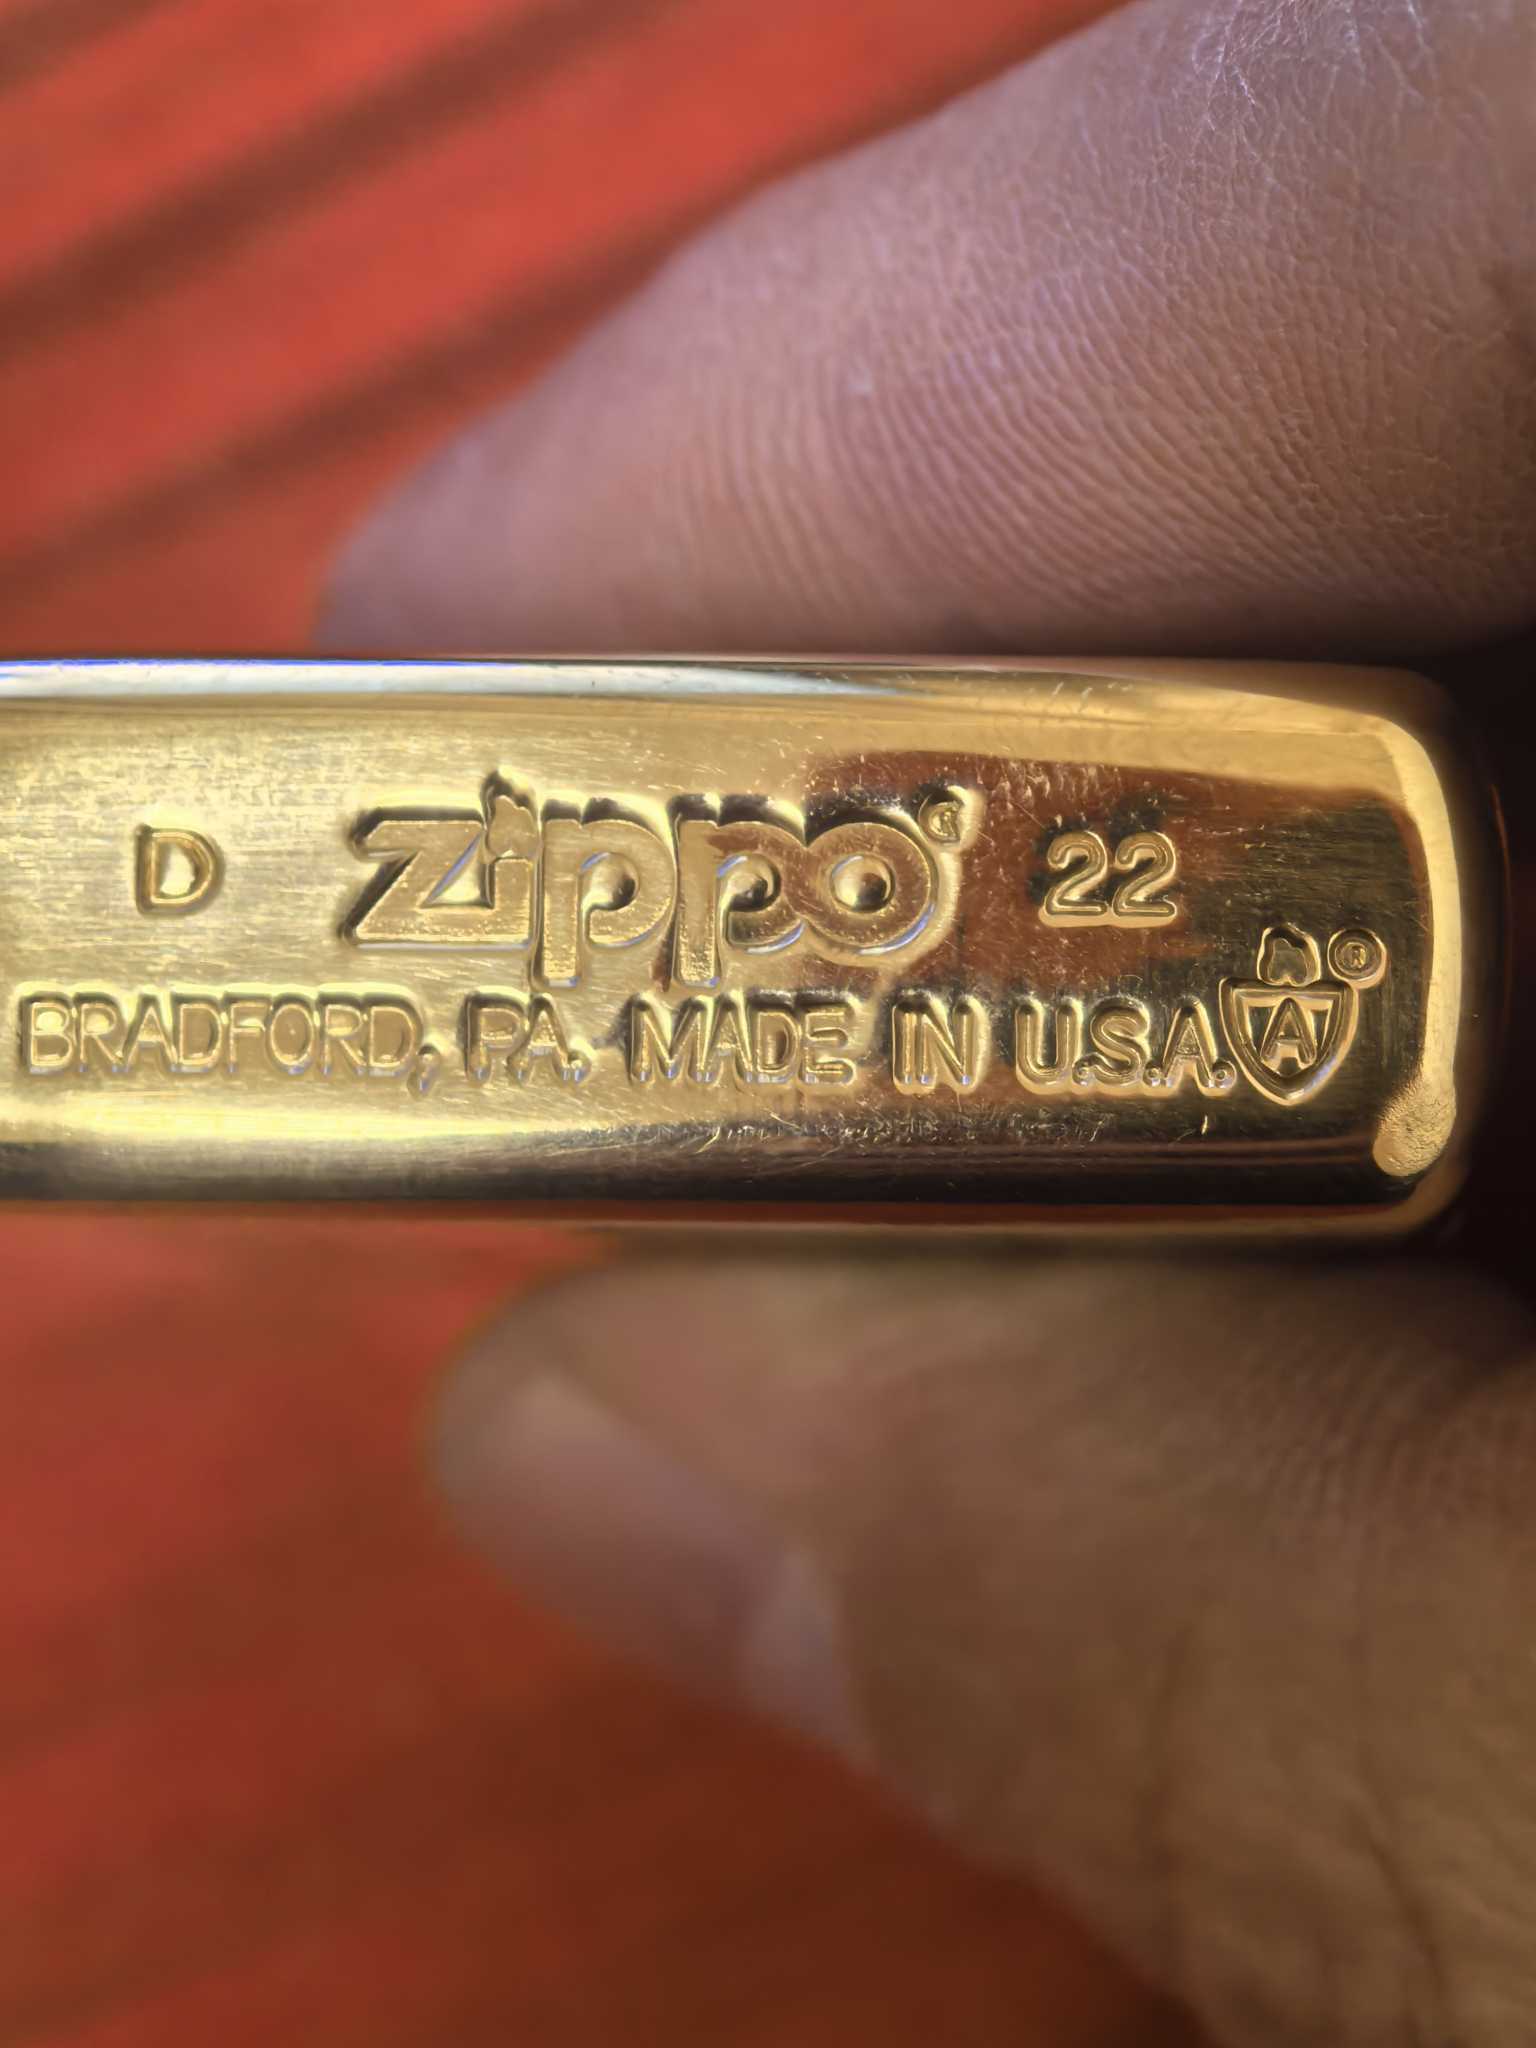 D zippo® 22
BRADFORD, PA. MADE IN U.S.A. A ®